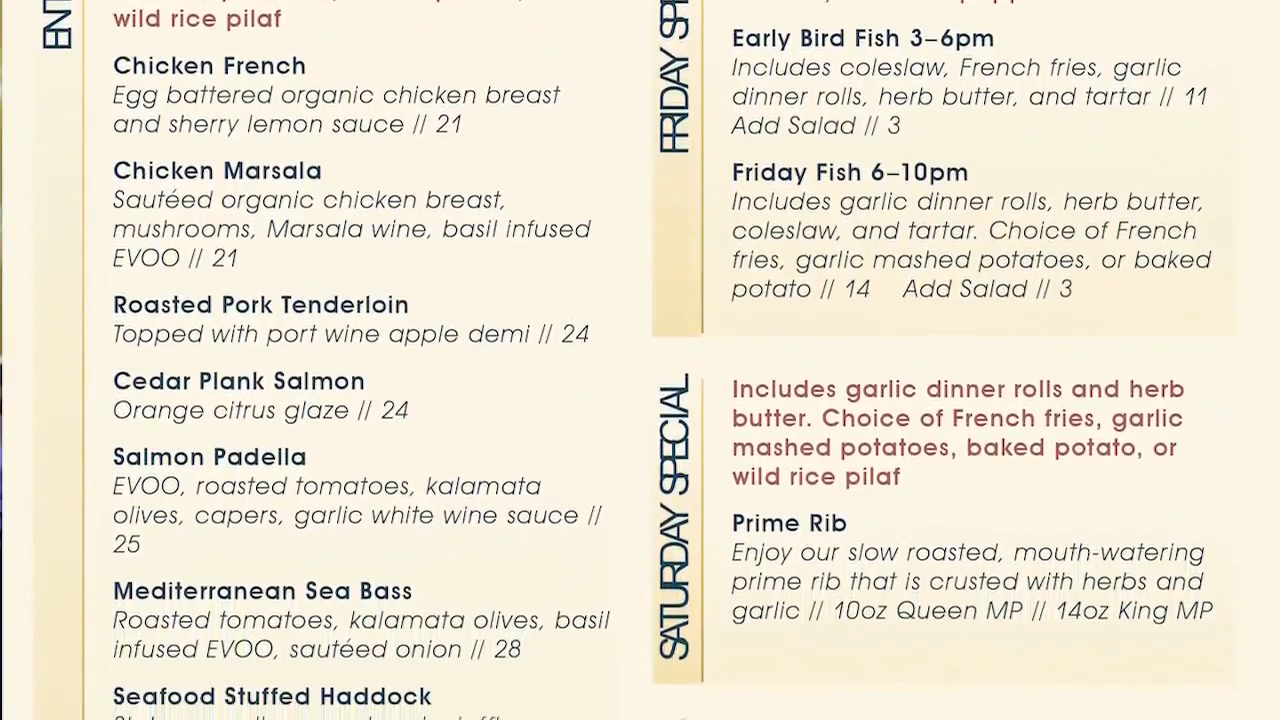 ENT
wild rice pilaf
Chicken French
Egg battered organic chicken breast
and sherry lemon sauce // 21
Chicken Marsala
Sautéed organic chicken breast,
mushrooms, Marsala wine, basil infused
EVOO // 21
Roasted Pork Tenderloin
Topped with port wine apple demi // 24
Cedar Plank Salmon
Orange citrus glaze // 24
Salmon Padella
EVOO, roasted tomatoes, kalamata
olives, capers, garlic white wine sauce //
25
Mediterranean Sea Bass
Roasted tomatoes, kalamata olives, basil
infused EVOO, sautéed onion // 28
Seafood Stuffed Haddock
FRIDAY SPE
Early Bird Fish 3–6pm
Includes coleslaw, French fries, garlic
dinner rolls, herb butter, and tartar // 11
Add Salad // 3
Friday Fish 6–10pm
Includes garlic dinner rolls, herb butter,
coleslaw, and tartar. Choice of French
fries, garlic mashed potatoes, or baked
potato // 14 Add Salad // 3
SATURDAY SPECIAL
Includes garlic dinner rolls and herb
butter. Choice of French fries, garlic
mashed potatoes, baked potato, or
wild rice pilaf
Prime Rib
Enjoy our slow roasted, mouth-watering
prime rib that is crusted with herbs and
garlic // 10oz Queen MP // 14oz King MP